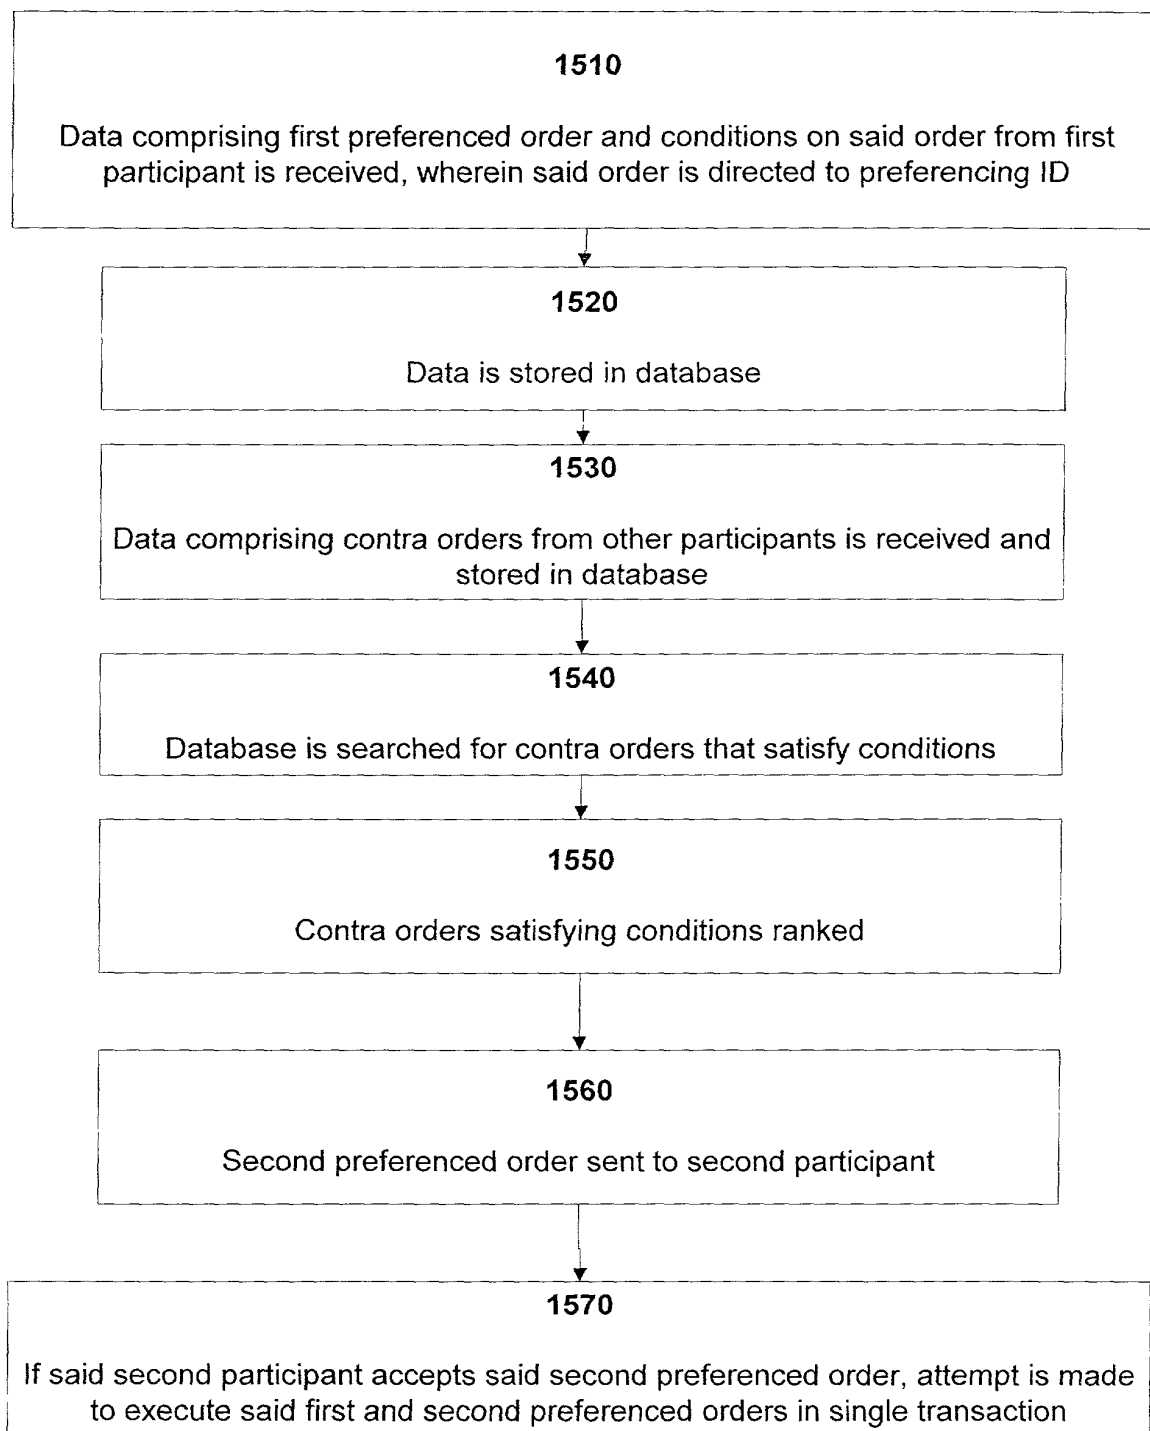 1510
Data comprising first preferenced order and conditions on said order from first
participant is received, wherein said order is directed to preferencing ID
1520
Data is stored in database
1530
Data comprising contra orders from other participants is received and
stored in database
1540
Database is searched for contra orders that satisfy conditions
1550
Contra orders satisfying conditions ranked
1560
Second preferenced order sent to second participant
1570
If said second participant accepts said second preferenced order, attempt is made
to execute said first and second preferenced orders in single transaction